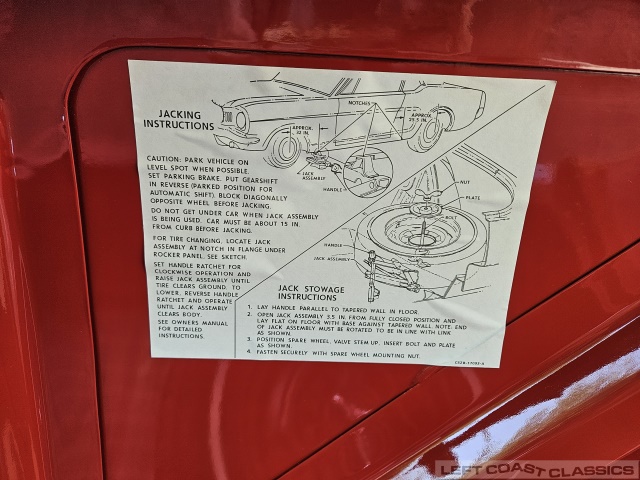 JACKING
INSTRUCTIONS
NOTCHES
APPROX.
32 IN.
APPROX.
25.5 IN.
JACK
ASSEMBLY
HANDLE
CAUTION: PARK VEHICLE ON
LEVEL SPOT WHEN POSSIBLE.
SET PARKING BRAKE. PUT GEARSHIFT
IN REVERSE (PARKED POSITION FOR
AUTOMATIC SHIFT). BLOCK DIAGONALLY
OPPOSITE WHEEL BEFORE JACKING.
DO NOT GET UNDER CAR WHEN JACK ASSEMBLY
IS BEING USED. CAR MUST BE ABOUT 15 IN.
FROM CURB BEFORE JACKING.
FOR TIRE CHANGING, LOCATE JACK
ASSEMBLY AT NOTCH IN FLANGE UNDER
ROCKER PANEL. SEE SKETCH.
SET HANDLE RATCHET FOR
CLOCKWISE OPERATION AND
RAISE JACK ASSEMBLY UNTIL
TIRE CLEARS GROUND. TO
LOWER, REVERSE HANDLE
RATCHET AND OPERATE
UNTIL JACK ASSEMBLY
CLEARS BODY.
SEE OWNERS MANUAL
FOR DETAILED
INSTRUCTIONS.
NUT
PLATE
BOLT
HANDLE
JACK ASSEMBLY
JACK STOWAGE
INSTRUCTIONS
1. LAY HANDLE PARALLEL TO TAPERED WALL IN FLOOR
2. OPEN JACK ASSEMBLY 3.5 IN. FROM FULLY CLOSED POSITION AND
LAY FLAT ON FLOOR WITH BASE AGAINST TAPERED WALL. NOTE, END
OF JACK ASSEMBLY MUST BE ROTATED TO BE IN LINE WITH LINK
AS SHOWN.
3. POSITION SPARE WHEEL, VALVE STEM UP, INSERT BOLT AND PLATE
AS SHOWN.
4. FASTEN SECURELY WITH SPARE WHEEL MOUNTING NUT.
LEFT COAST CLASSICS